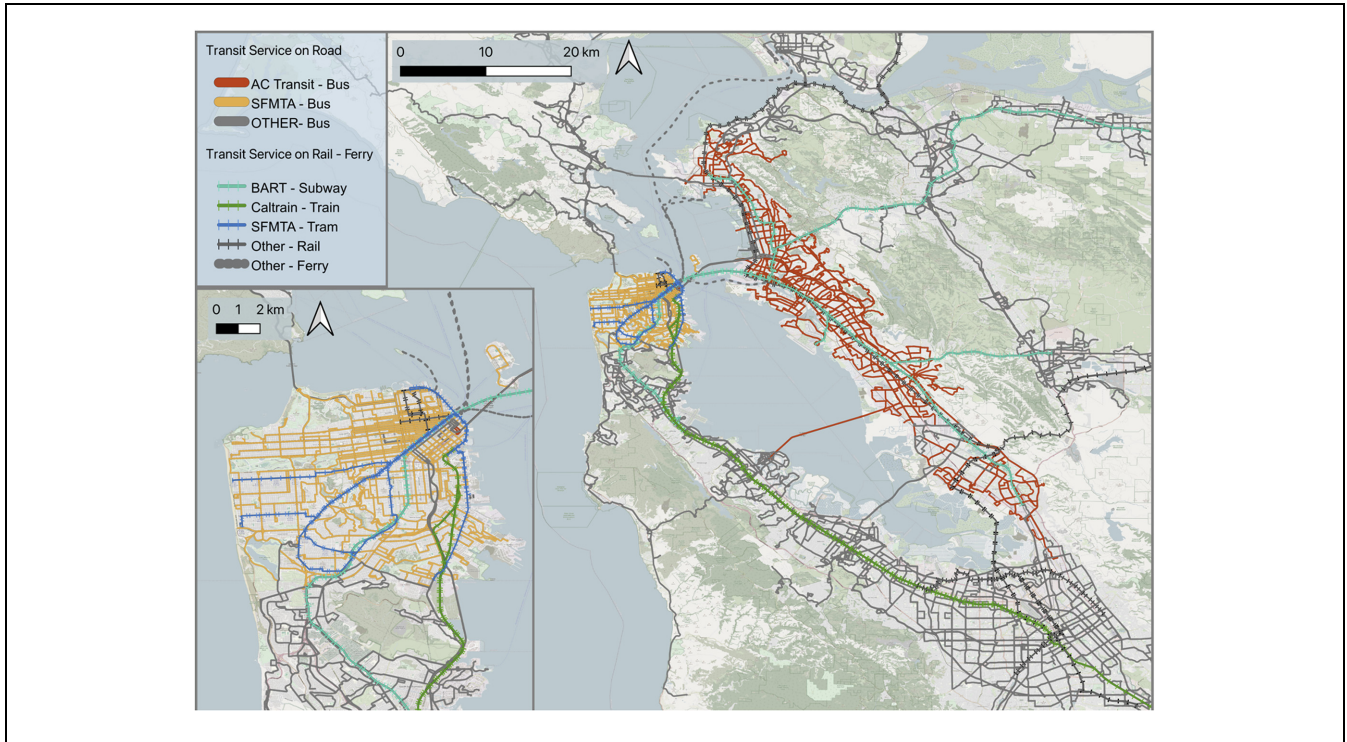 Transit Service on Road
AC Transit - Bus
SFMTA - Bus
OTHER- Bus
Transit Service on Rail - Ferry
BART - Subway
Caltrain - Train
SFMTA - Tram
Other - Rail
Other - Ferry
0 10 20 km
0 1 2 km